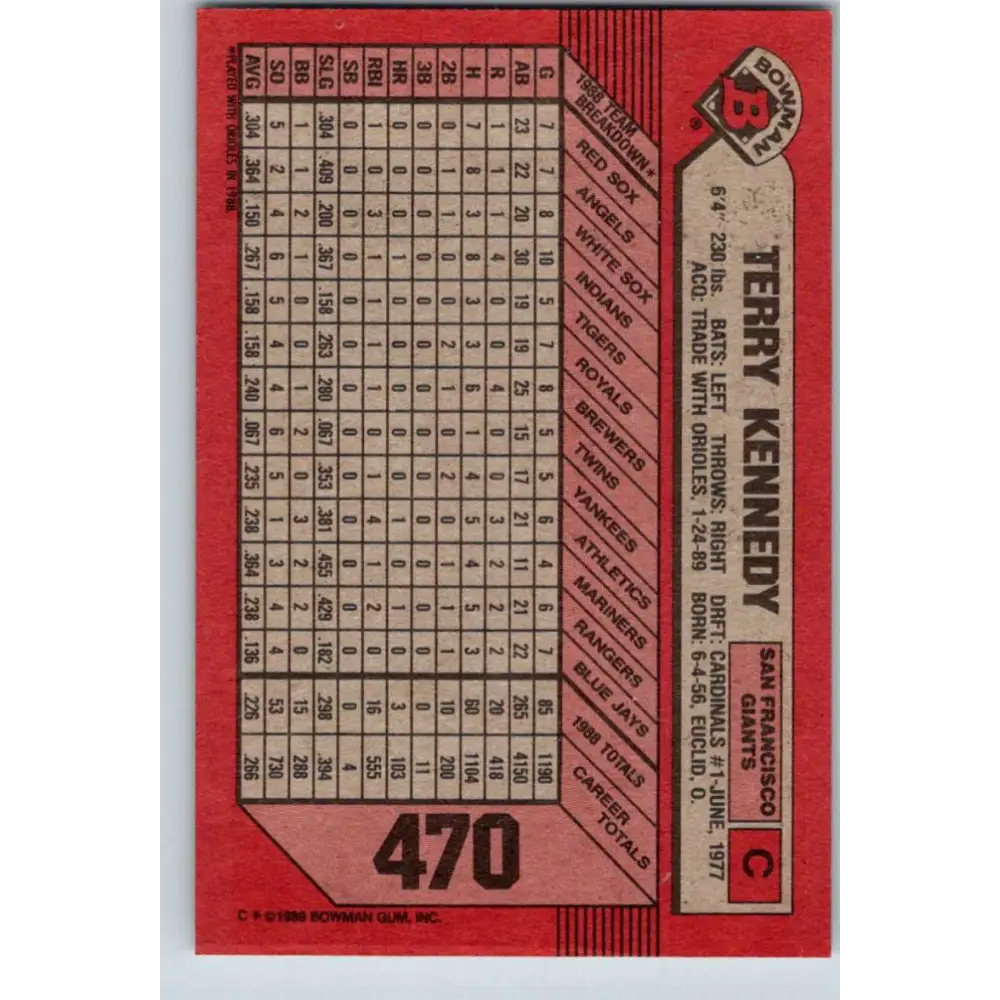 BOWMAN
B
®
TERRY KENNEDY
SAN FRANCISCO
GIANTS
C
6'4" 230 lbs. BATS: LEFT THROWS: RIGHT DRFT: CARDINALS #1-JUNE, 1977
ACQ: TRADE WITH ORIOLES, 1-24-89 BORN: 6-4-56, EUCLID, O.
1988 TEAM
BREAKDOWN*
RED SOX
ANGELS
WHITE SOX
INDIANS
TIGERS
ROYALS
BREWERS
TWINS
YANKEES
ATHLETICS
MARINERS
RANGERS
BLUE JAYS
1988 TOTALS
CAREER
TOTALS
G 7 7 8 10 5 7 8 5 5 6 4 6 7 85 1190
AB 23 22 20 30 19 19 25 15 17 21 11 21 22 265 4150
R 1 1 1 4 0 0 4 0 0 3 2 2 2 20 418
H 7 8 3 8 3 3 6 1 4 5 4 5 3 60 1104
2B 0 1 1 0 0 2 1 0 2 0 1 1 1 10 200
3B 0 0 0 0 0 0 0 0 0 0 0 0 0 0 11
HR 0 0 0 1 0 0 0 0 0 1 0 1 0 3 103
RBI 1 0 3 1 1 1 1 0 1 4 1 2 0 16 555
SB 0 0 0 0 0 0 0 0 0 0 0 0 0 0 4
SLG .304 .409 .200 .367 .158 .263 .280 .067 .353 .381 .455 .429 .182 .298 .394
BB 1 1 2 1 0 0 1 2 0 3 2 2 0 15 288
SO 5 2 4 6 5 4 4 6 5 1 3 4 4 53 730
AVG .304 .364 .150 .267 .158 .158 .240 .067 .235 .238 .364 .238 .136 .226 .266
*PLAYED WITH ORIOLES IN 1988.
470
C * ©1989 BOWMAN GUM, INC.